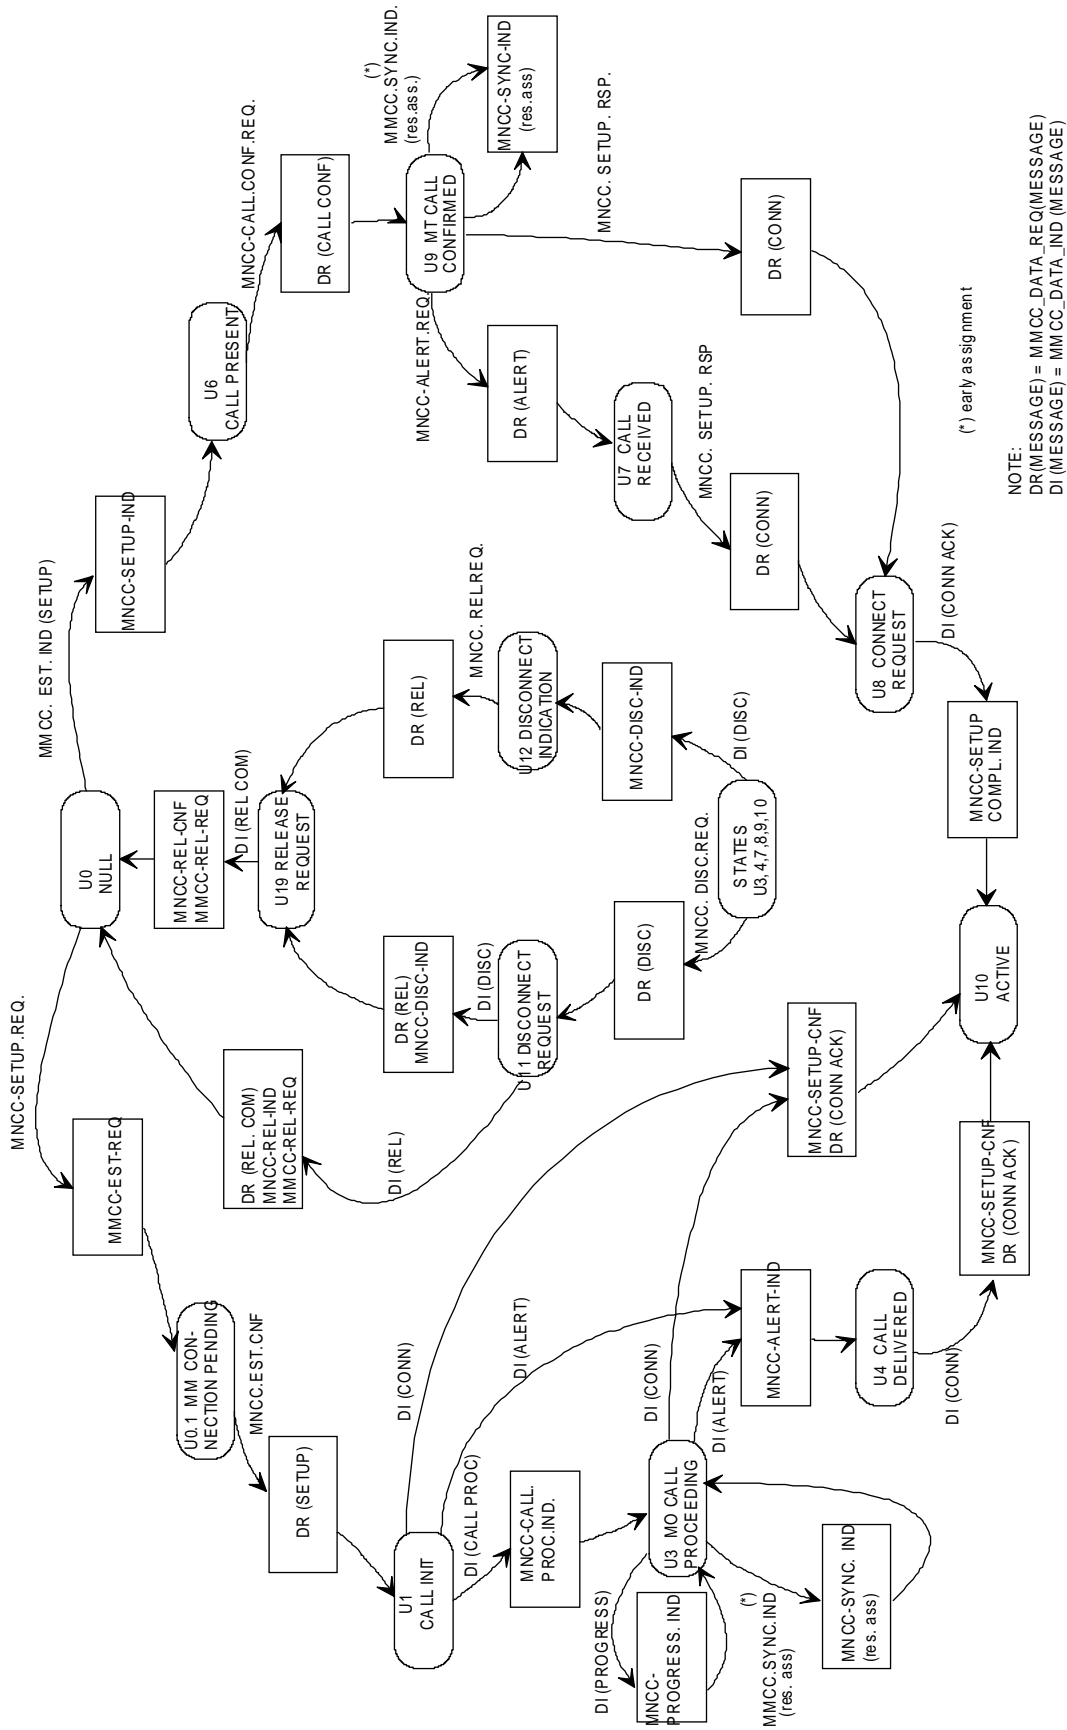 MNCC-SETUP.REQ.
MMCC-EST-REQ
U0.1 MM CON-
NECTION PENDING
MNCC.EST.CNF
DR (SETUP)
U1
CALL INIT
DI (CALL PROC)
MNCC-CALL.
PROC.IND.
DI (CONN)
DI (ALERT)
DI (PROGRESS)
MNCC-
PROGRESS. IND
U3 MO CALL
PROCEEDING
(*)
MMCC.SYNC.IND
(res. ass)
MNCC-SYNC. IND
(res. ass)
DI (CONN)
DI (ALERT)
MNCC-ALERT-IND
U4 CALL
DELIVERED
DI (CONN)
MNCC-SETUP-CNF
DR (CONN ACK)
MNCC-SETUP-CNF
DR (CONN ACK)
U10
ACTIVE
U0
NULL
MNCC-REL-CNF
MMCC-REL-REQ
DI (REL COM)
U19 RELEASE
REQUEST
DR (REL. COM)
MNCC-REL-IND
MMCC-REL-REQ
DI (REL)
DR (REL)
MNCC-DISC-IND
DI (DISC)
U11 DISCONNECT
REQUEST
DR (DISC)
MNCC. DISC.REQ.
STATES
U3,4,7,8,9,10
DI (DISC)
MNCC-DISC-IND
U12 DISCONNECT
INDICATION
MNCC. REL.REQ.
DR (REL)
MMCC. EST. IND (SETUP)
MNCC-SETUP-IND
U6
CALL PRESENT
MNCC-CALL.CONF.REQ.
DR (CALL CONF)
U9 MT CALL
CONFIRMED
(*)
MMCC.SYNC.IND.
(res.ass.)
MNCC-SYNC-IND
(res.ass)
MNCC-ALERT.REQ.
DR (ALERT)
U7 CALL
RECEIVED
MNCC. SETUP. RSP
DR (CONN)
MNCC. SETUP. RSP.
DR (CONN)
U8 CONNECT
REQUEST
DI (CONN ACK)
MNCC-SETUP
COMPL. IND
(*) early assignment
NOTE:
DR(MESSAGE) = MMCC_DATA_REQ(MESSAGE)
DI (MESSAGE) = MMCC_DATA_IND (MESSAGE)